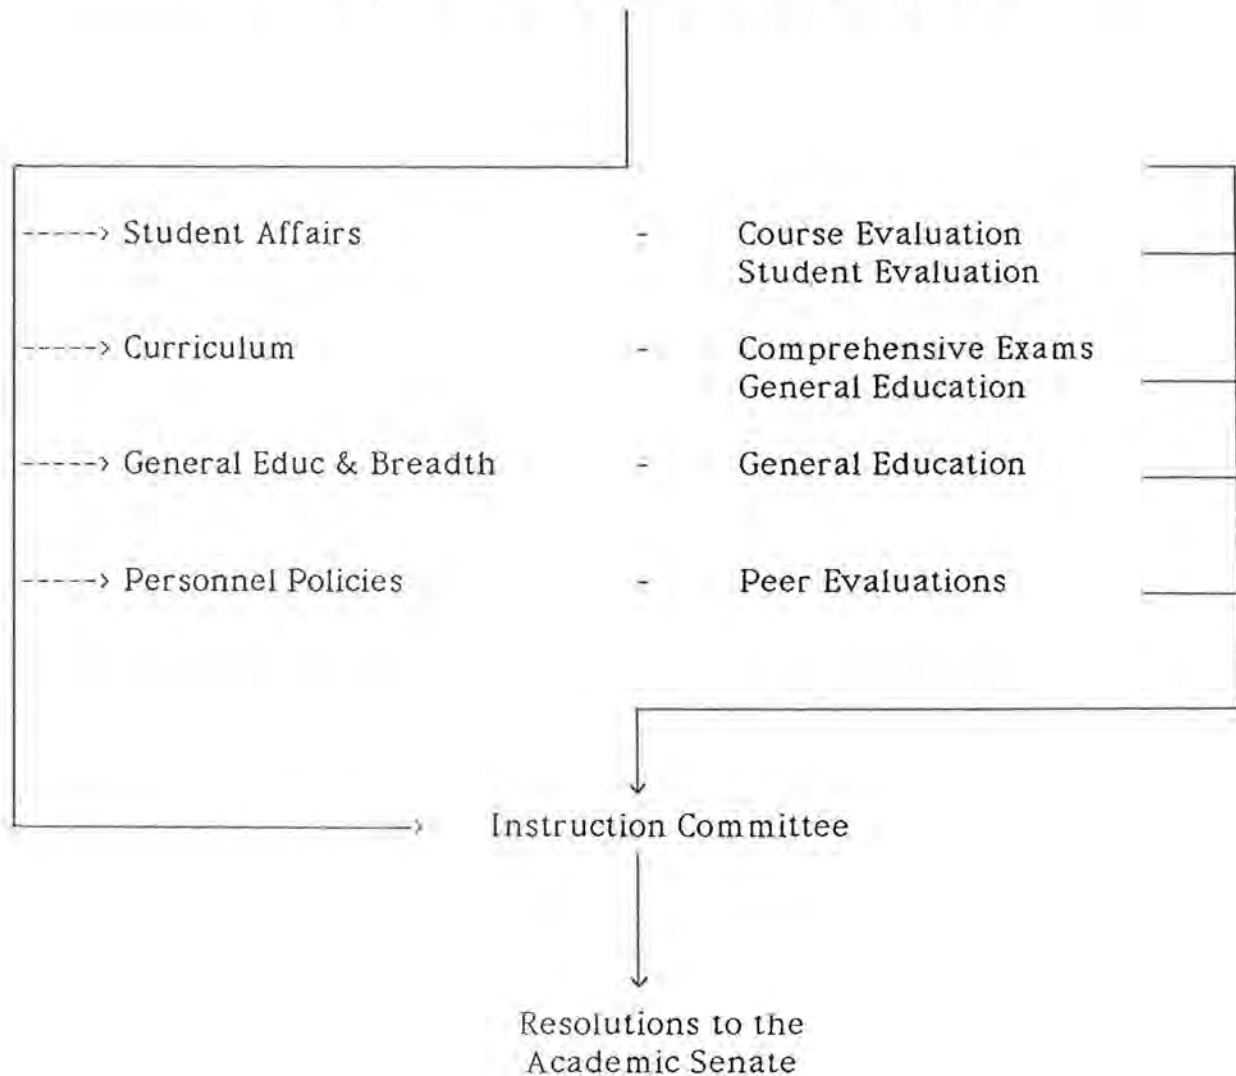 -----> Student Affairs - Course Evaluation
Student Evaluation
-----> Curriculum - Comprehensive Exams
General Education
-----> General Educ & Breadth - General Education
-----> Personnel Policies - Peer Evaluations
Instruction Committee
Resolutions to the
Academic Senate